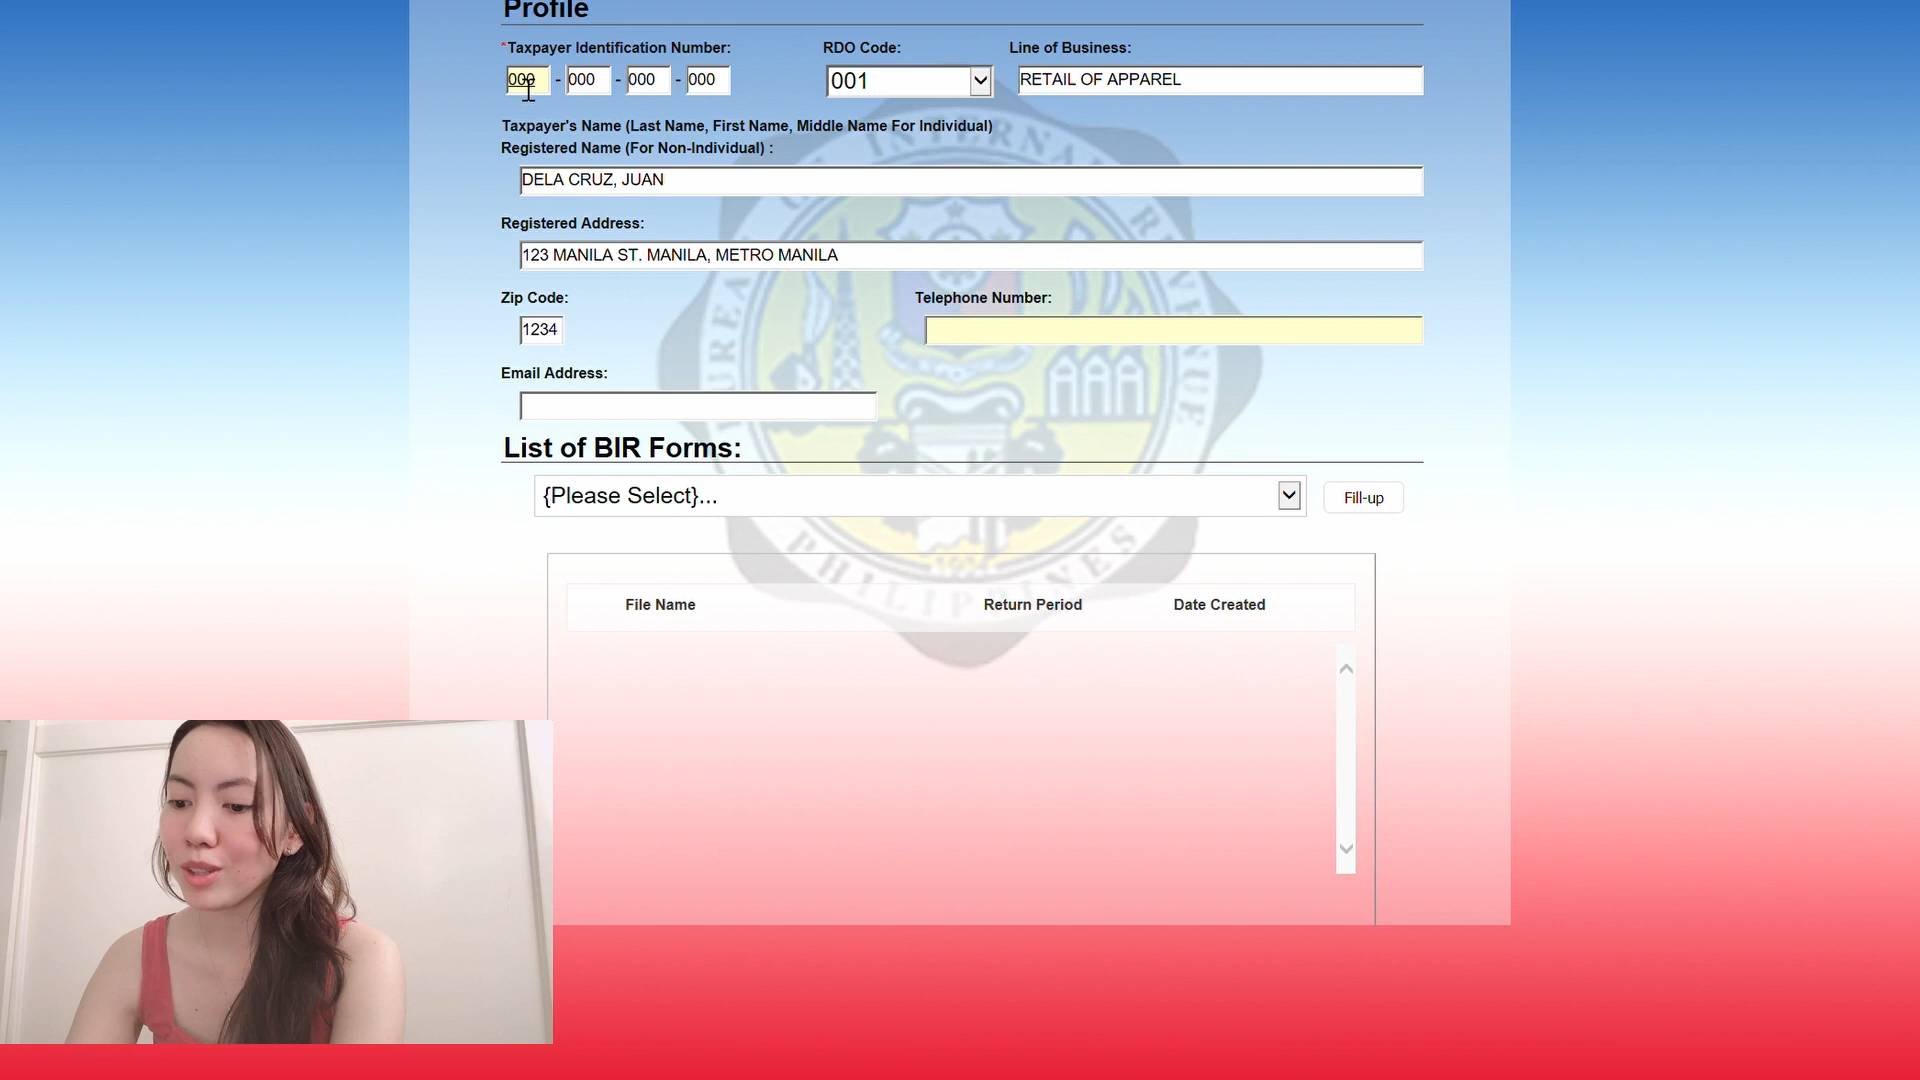 Profile
*Taxpayer Identification Number: RDO Code: Line of Business:
000 - 000 - 000 - 000 001 RETAIL OF APPAREL
Taxpayer's Name (Last Name, First Name, Middle Name For Individual)
Registered Name (For Non-Individual) :
DELA CRUZ, JUAN
Registered Address:
123 MANILA ST. MANILA, METRO MANILA
Zip Code: Telephone Number:
1234
Email Address:
List of BIR Forms:
{Please Select}... Fill-up
File Name Return Period Date Created
INTERNAL
REVENUE
PHILIPPINES